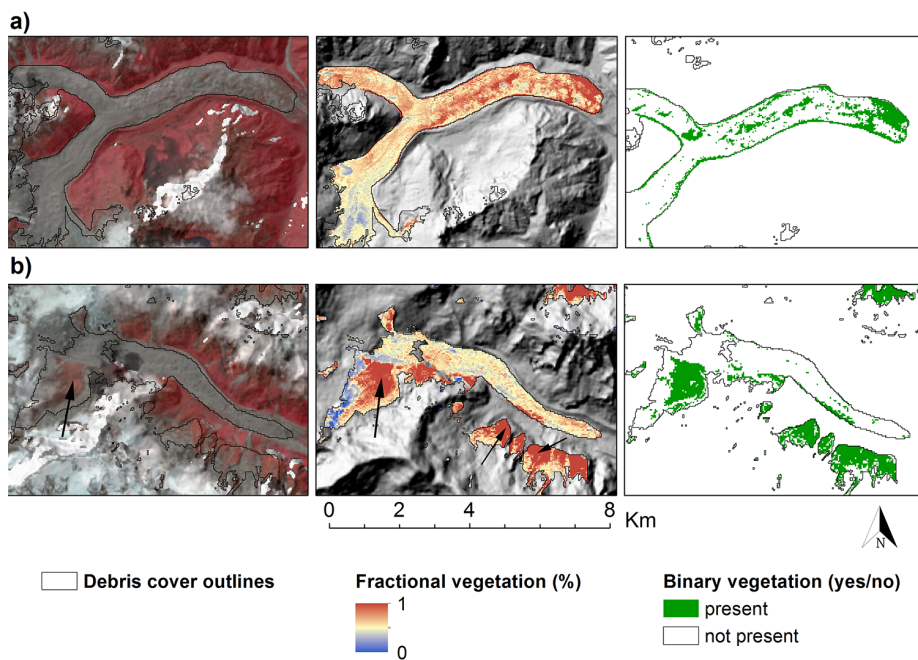 a)
b)
0 2 4 8 Km
N
Debris cover outlines
Fractional vegetation (%)
1
0
Binary vegetation (yes/no)
present
not present